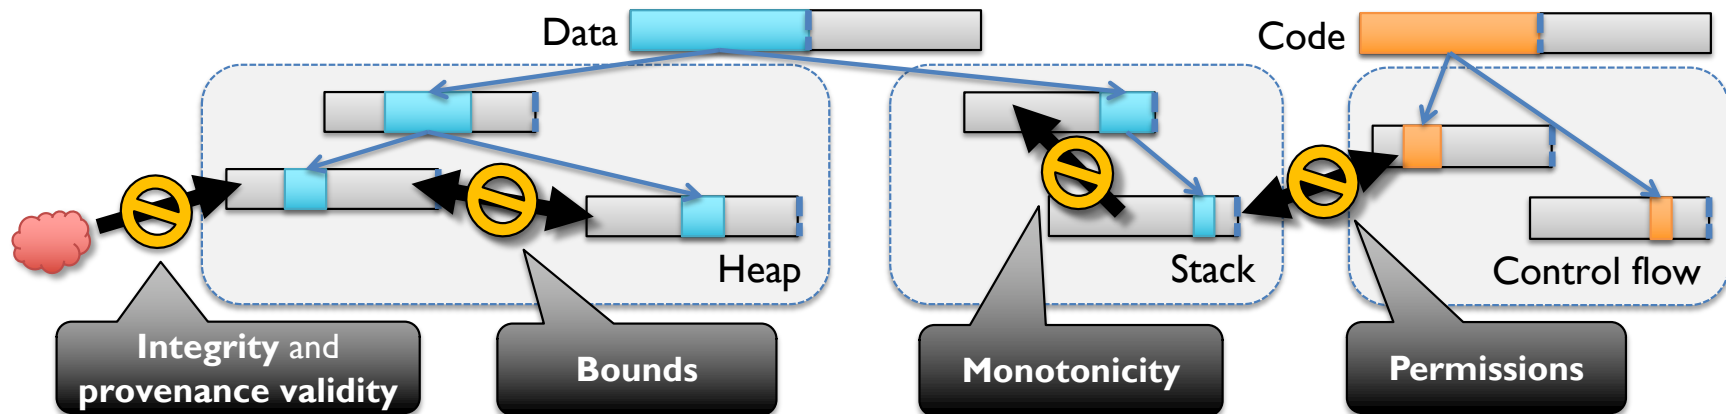 Data
Code
Heap
Stack
Control flow
Integrity and
provenance validity
Bounds
Monotonicity
Permissions